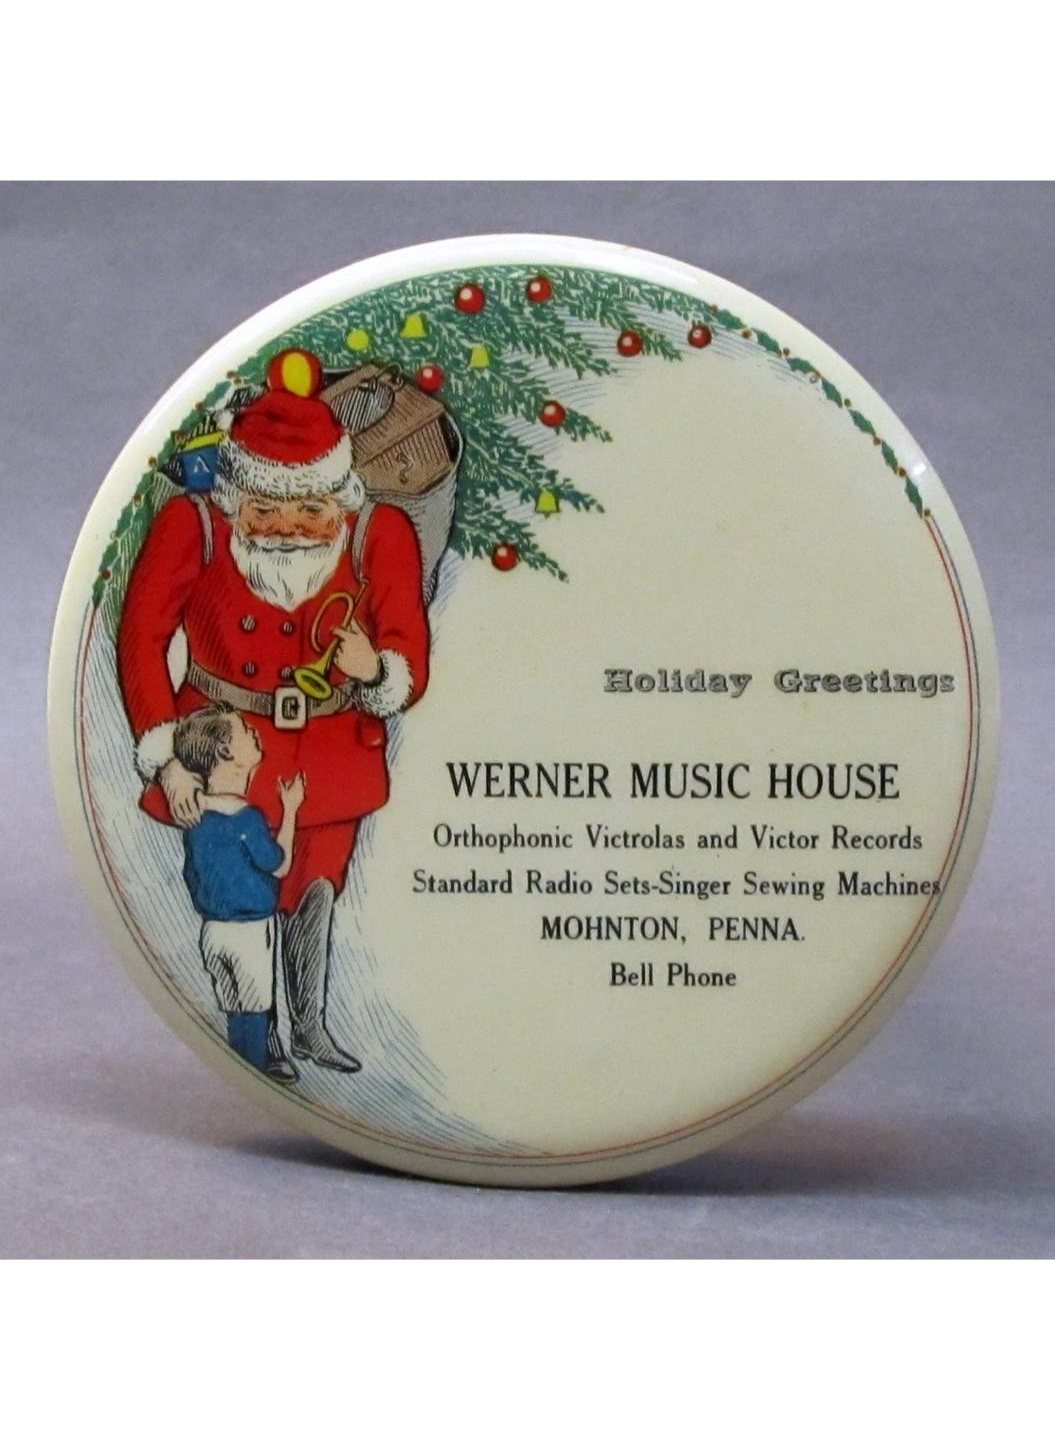 Holiday Greetings
WERNER MUSIC HOUSE
Orthophonic Victrolas and Victor Records
Standard Radio Sets-Singer Sewing Machines
MOHNTON, PENNA.
Bell Phone
A